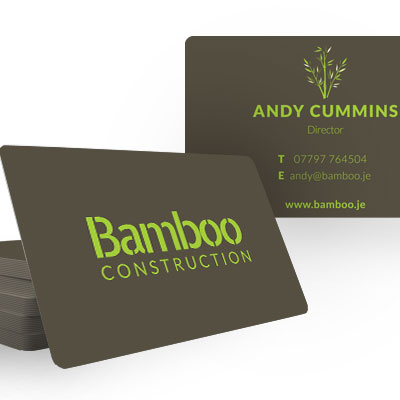 ANDY CUMMINS
Director
T 07797 764504
E andy@bamboo.je
www.bamboo.je
Bamboo
CONSTRUCTION